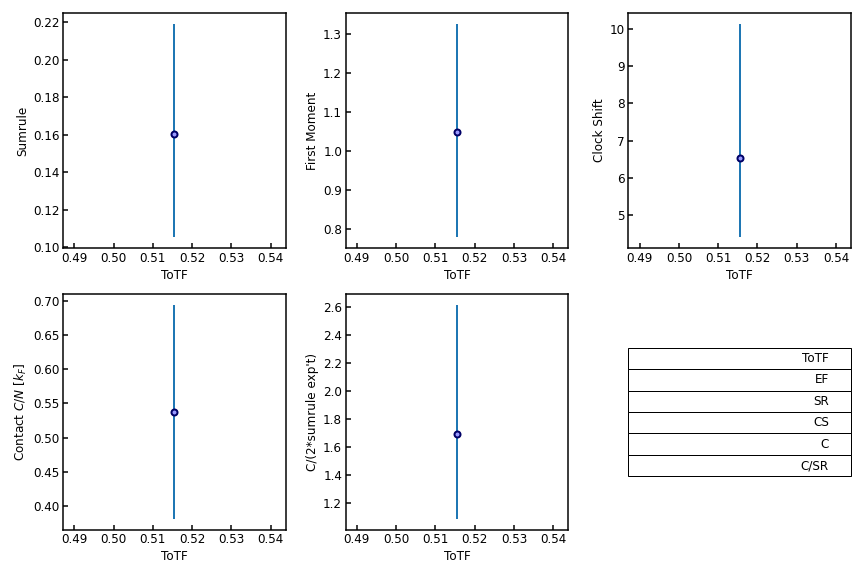 0.22
0.20
0.18
0.16
0.14
0.12
0.10
Sumrule
0.49 0.50 0.51 0.52 0.53 0.54
ToTF
1.3
1.2
1.1
1.0
0.9
0.8
First Moment
0.49 0.50 0.51 0.52 0.53 0.54
ToTF
10
9
8
7
6
5
Clock Shift
0.49 0.50 0.51 0.52 0.53 0.54
ToTF
0.70
0.65
0.60
0.55
0.50
0.45
0.40
Contact C/N [k_F]
0.49 0.50 0.51 0.52 0.53 0.54
ToTF
2.6
2.4
2.2
2.0
1.8
1.6
1.4
1.2
C/(2*sumrule exp't)
0.49 0.50 0.51 0.52 0.53 0.54
ToTF
ToTF
EF
SR
CS
C
C/SR